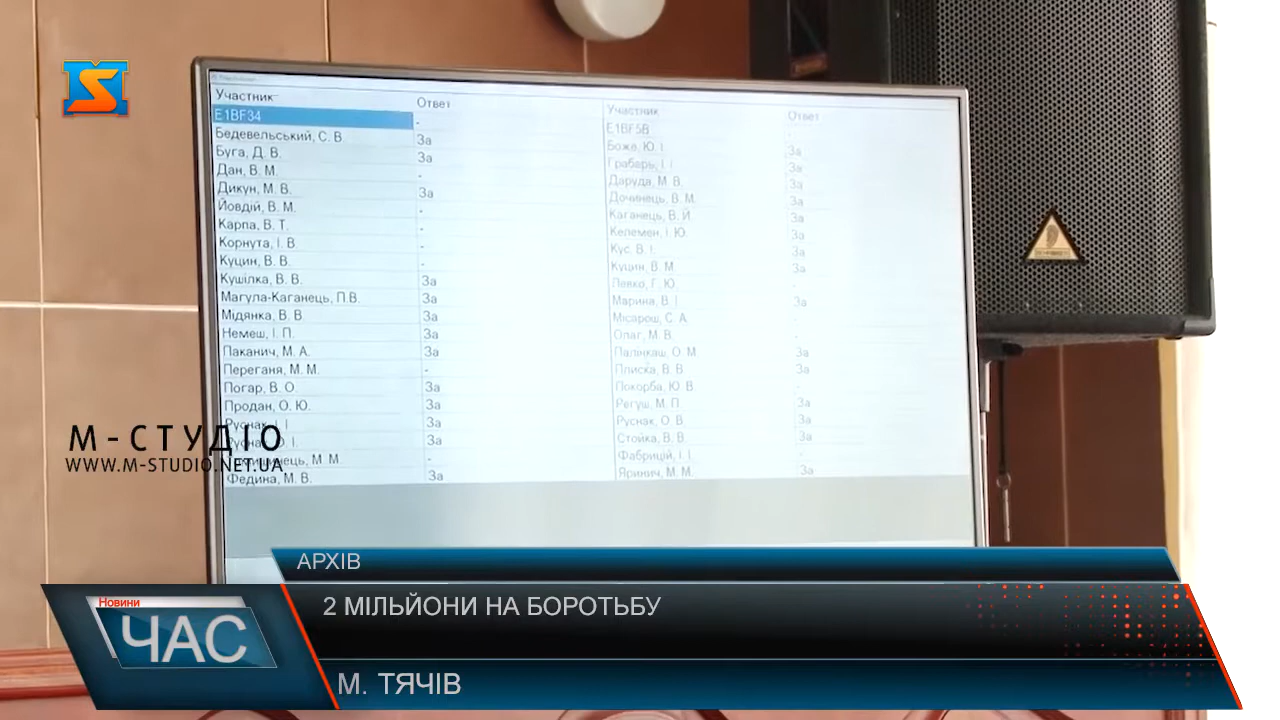 Участник Ответ
E1BF34 -
Бедевельський, С. В. За
Буга, Д. В. За
Дан, В. М. -
Дикун, М. В. За
Йовдій, В. М. -
Карпа, В. Т. -
Корнута, І. В. -
Куцин, В. В. -
Кушілка, В. В. За
Магула-Каганець, П.В. За
Мідянка, В. В За
Немеш, І. П. За
Паканич, М. А. За
Переганя, М. М. -
Погар, В. О. За
Продан, О. Ю. За
Руснак, І. І За
О. І. За
М. М. -
Федина, М. В. За
Участник Ответ
E1BF5B -
Боже, Ю. І. За
Грабарь, І. І За
Даруда, М. В. За
Дочинець, В. М. За
Каганець, В. Й. За
Келемен, І. Ю. За
Кус, В. І. За
Куцин, В. М За
Левко, Г. Ю -
Марина, В. І За
Місарош, С. А. -
Олаг, М. В. -
Палінкаш, О. М За
Плиска, В. В За
Покорба, Ю. В. -
Регуш, М. П За
Руснак, О. В. За
Стойка, В. В. За
Фабрицій, І. І -
Яринич, М. М. За
М-СТУДІО
WWW.M-STUDIO.NET.UA
АРХІВ
Новини
ЧАС
2 МІЛЬЙОНИ НА БОРОТЬБУ
М. ТЯЧІВ